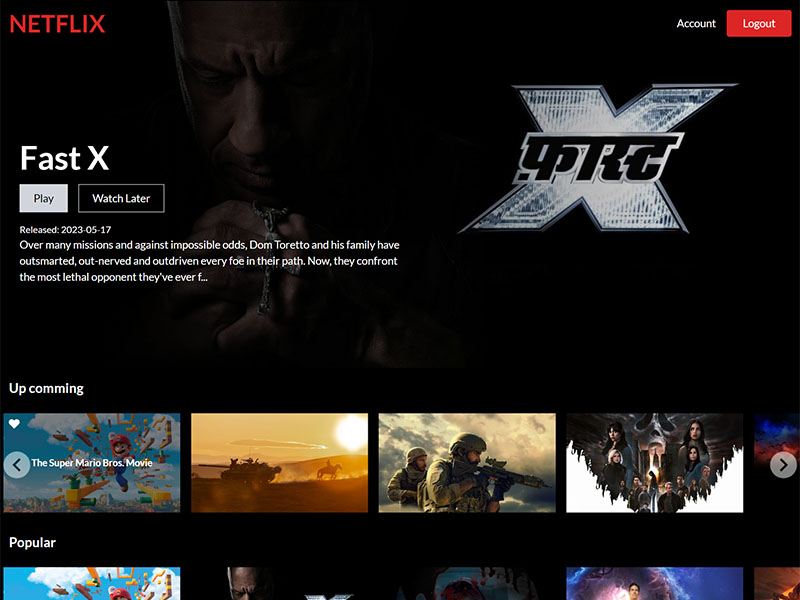 NETFLIX
Account
Logout
फास्ट
X
Fast X
Play
Watch Later
Released: 2023-05-17
Over many missions and against impossible odds, Dom Toretto and his family have
outsmarted, out-nerved and outdriven every foe in their path. Now, they confront
the most lethal opponent they've ever f...
Up comming
The Super Mario Bros. Movie
Popular